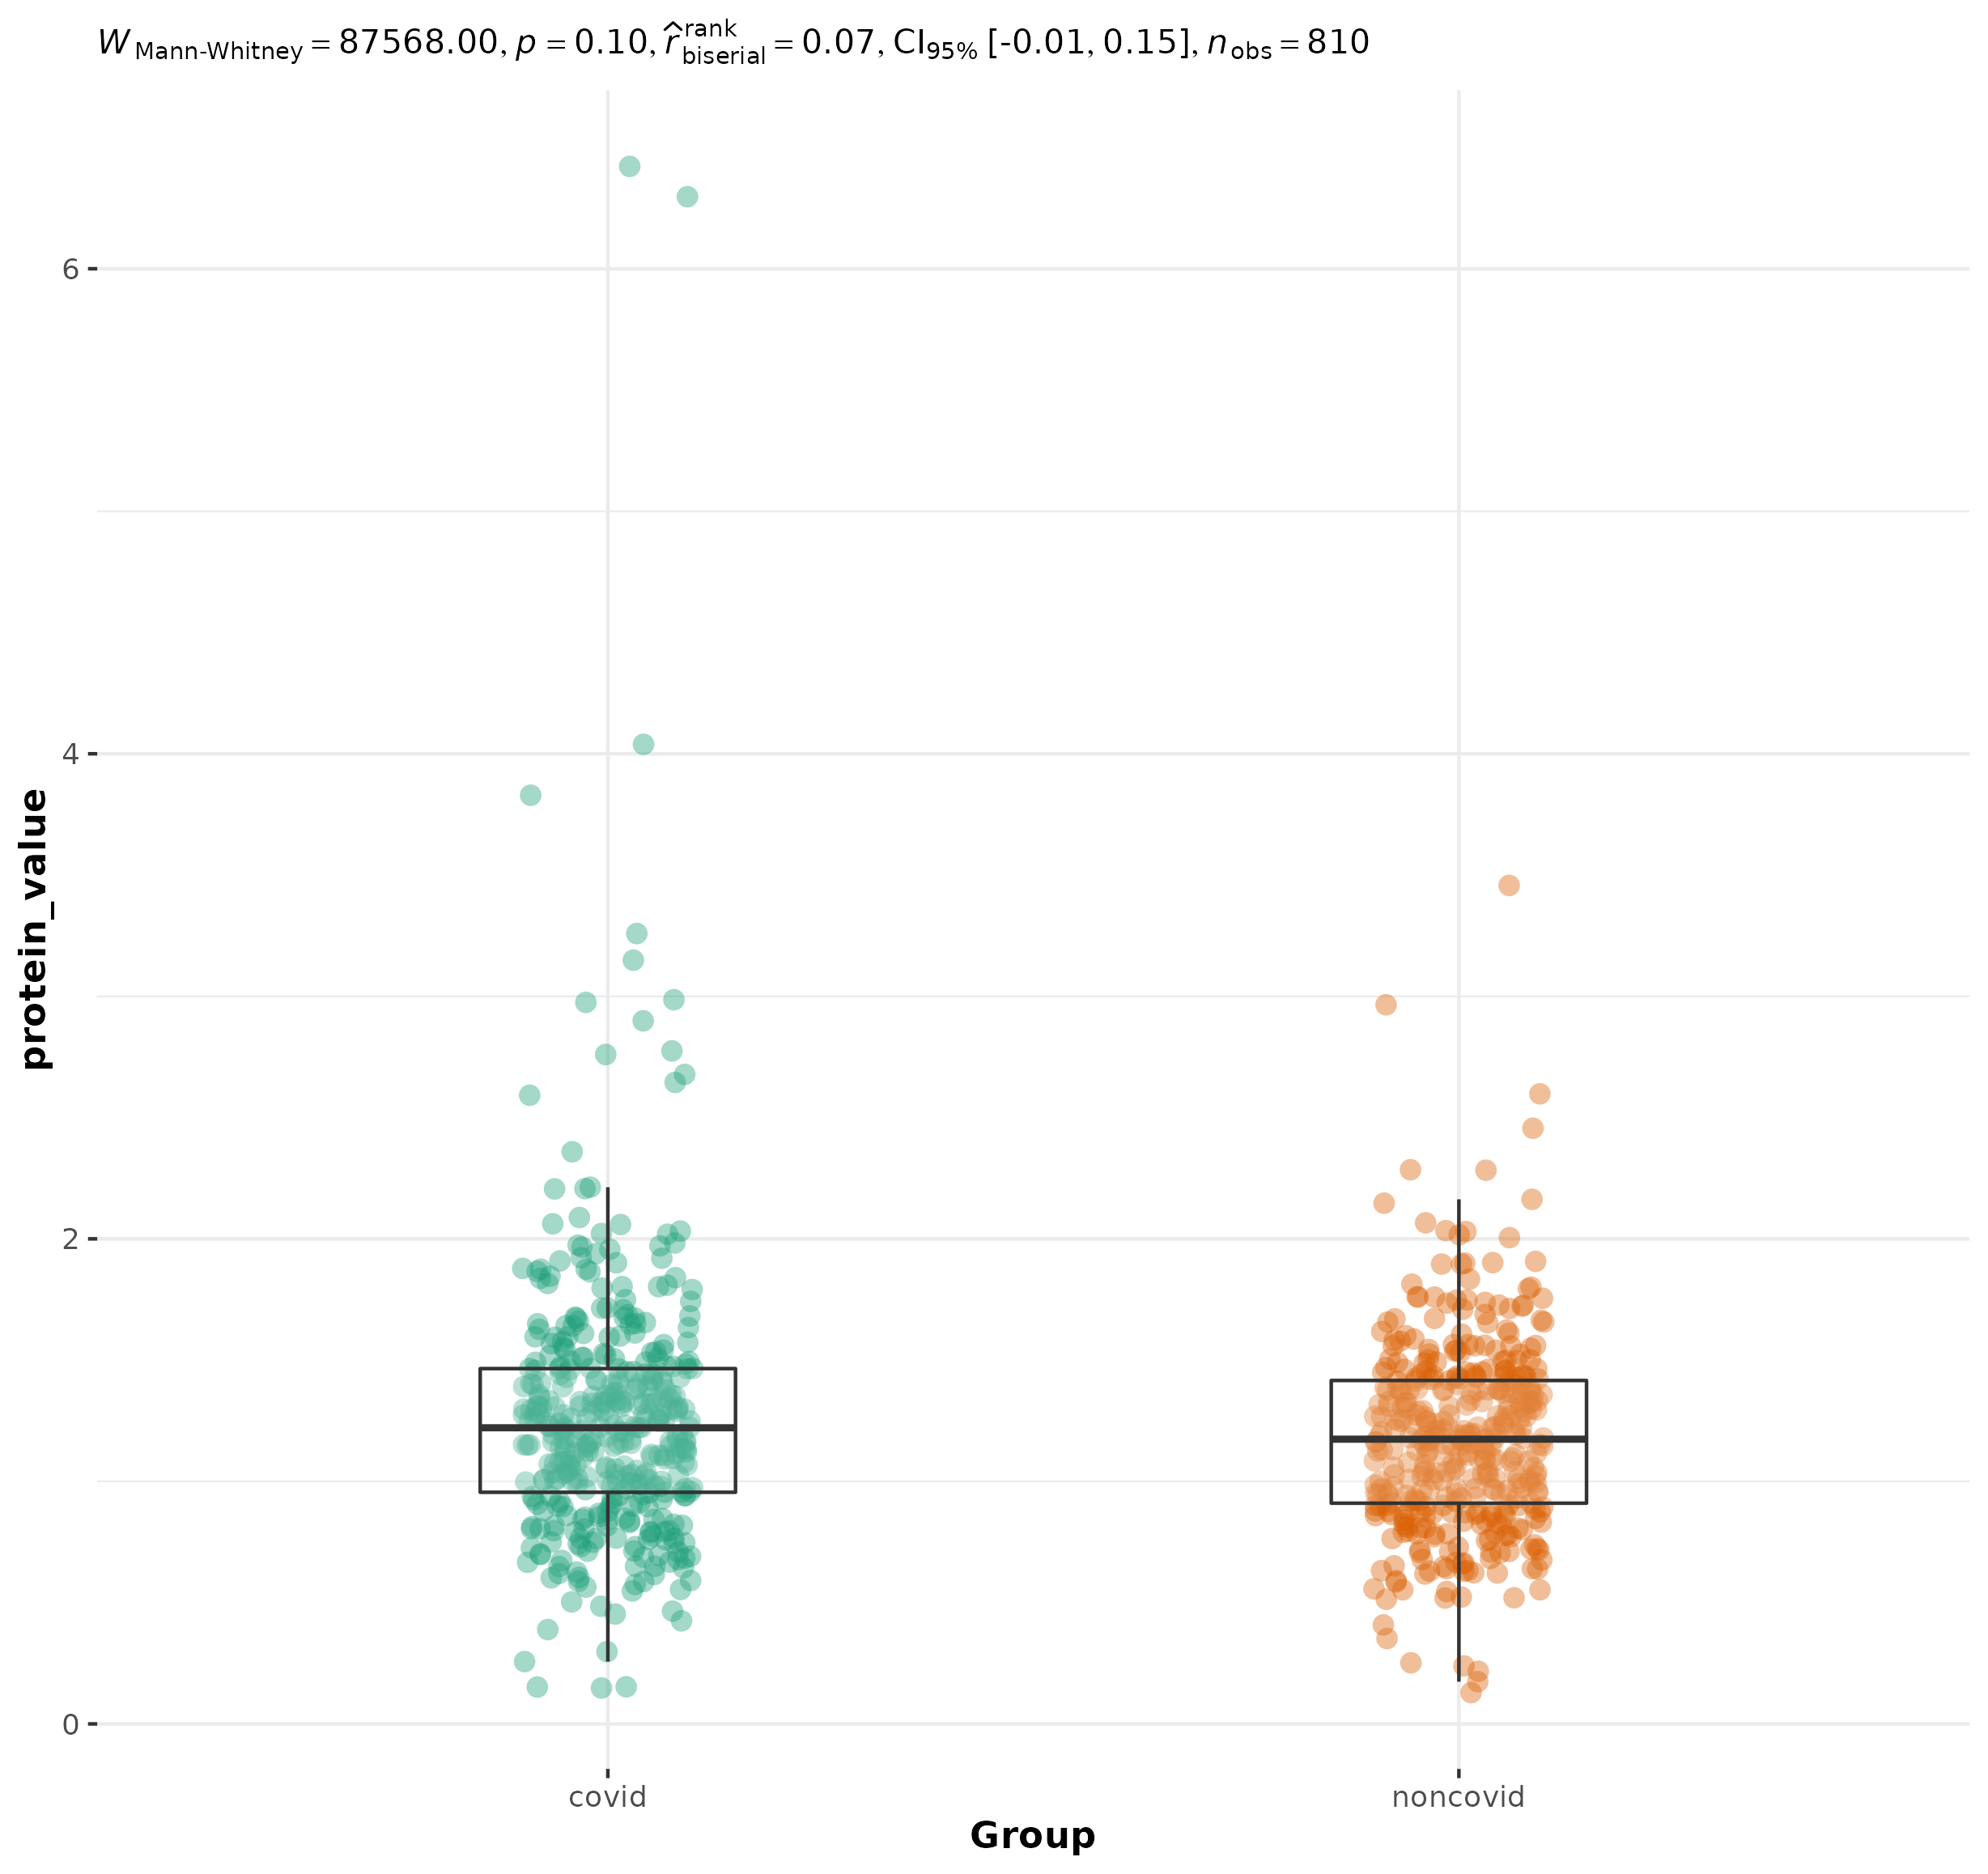 W Mann-Whitney = 87568.00, p = 0.10, r̂ rank biserial = 0.07, CI95% [-0.01, 0.15], n obs = 810
6
4
2
0
protein_value
covid noncovid
Group